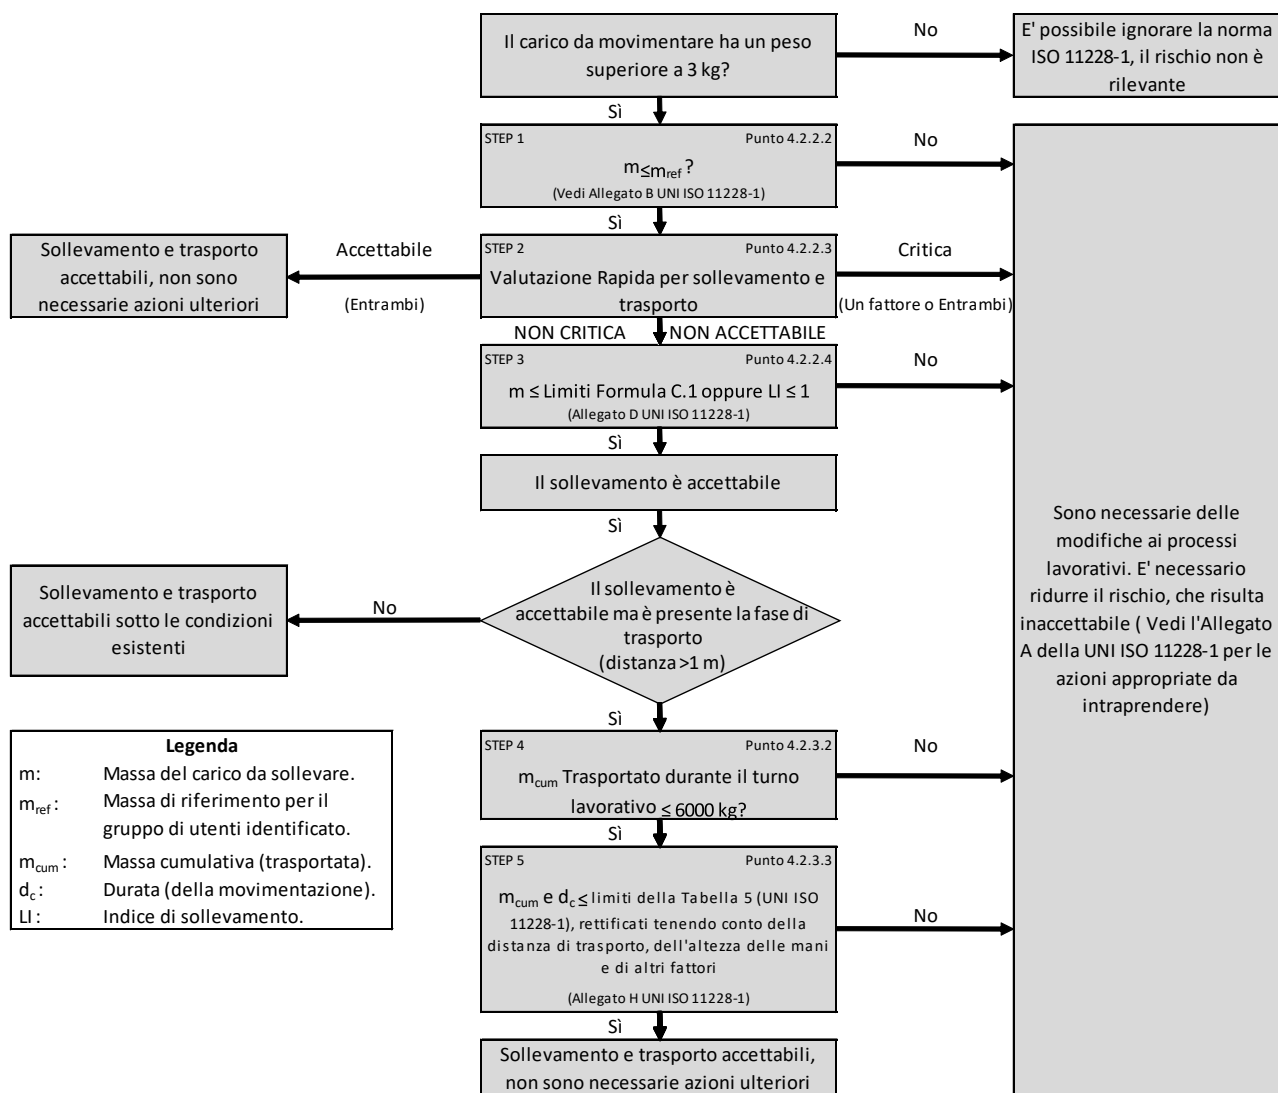 Il carico da movimentare ha un peso
superiore a 3 kg?
No
E' possibile ignorare la norma
ISO 11228-1, il rischio non è
rilevante
Sì
STEP 1
Punto 4.2.2.2
m≤mref ?
(Vedi Allegato B UNI ISO 11228-1)
No
Sì
Sollevamento e trasporto
accettabili, non sono
necessarie azioni ulteriori
Accettabile
(Entrambi)
STEP 2
Punto 4.2.2.3
Valutazione Rapida per sollevamento e
trasporto
Critica
(Un fattore o Entrambi)
NON CRITICA
NON ACCETTABILE
STEP 3
Punto 4.2.2.4
m ≤ Limiti Formula C.1 oppure LI ≤ 1
(Allegato D UNI ISO 11228-1)
No
Sì
Il sollevamento è accettabile
Sì
Sono necessarie delle
modifiche ai processi
lavorativi. E' necessario
ridurre il rischio, che risulta
inaccettabile ( Vedi l'Allegato
A della UNI ISO 11228-1 per le
azioni appropriate da
intraprendere)
Sollevamento e trasporto
accettabili sotto le condizioni
esistenti
No
Il sollevamento è
accettabile ma è presente la fase di
trasporto
(distanza >1 m)
Sì
Legenda
m: Massa del carico da sollevare.
mref : Massa di riferimento per il
gruppo di utenti identificato.
mcum : Massa cumulativa (trasportata).
dc : Durata (della movimentazione).
LI : Indice di sollevamento.
STEP 4
Punto 4.2.3.2
mcum Trasportato durante il turno
lavorativo ≤ 6000 kg?
No
Sì
STEP 5
Punto 4.2.3.3
mcum e dc ≤ limiti della Tabella 5 (UNI ISO
11228-1), rettificati tenendo conto della
distanza di trasporto, dell'altezza delle mani
e di altri fattori
(Allegato H UNI ISO 11228-1)
No
Sì
Sollevamento e trasporto accettabili,
non sono necessarie azioni ulteriori